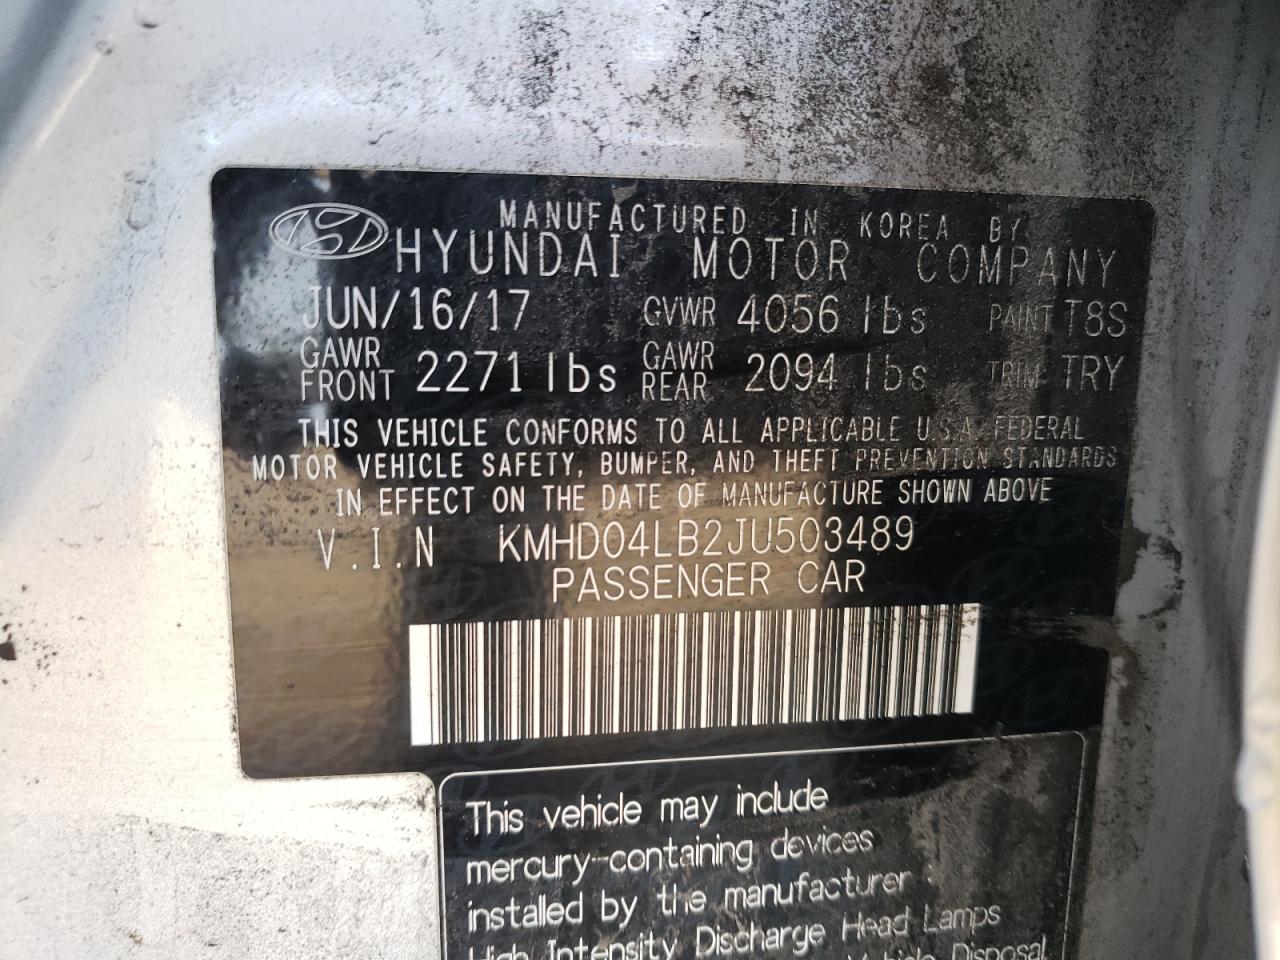 MANUFACTURED IN KOREA BY
HYUNDAI MOTOR COMPANY
JUN/16/17 GVWR 4056 lbs PAINT T8S
GAWR FRONT 2271 lbs GAWR REAR 2094 lbs TRIM TRY
THIS VEHICLE CONFORMS TO ALL APPLICABLE U.S.A. FEDERAL
MOTOR VEHICLE SAFETY, BUMPER, AND THEFT PREVENTION STANDARDS
IN EFFECT ON THE DATE OF MANUFACTURE SHOWN ABOVE
V.I.N KMHD04LB2JU503489
PASSENGER CAR
This vehicle may include
mercury-containing devices
installed by the manufacturer :
High Intensity Discharge Head Lamps
Vehicle Disposal